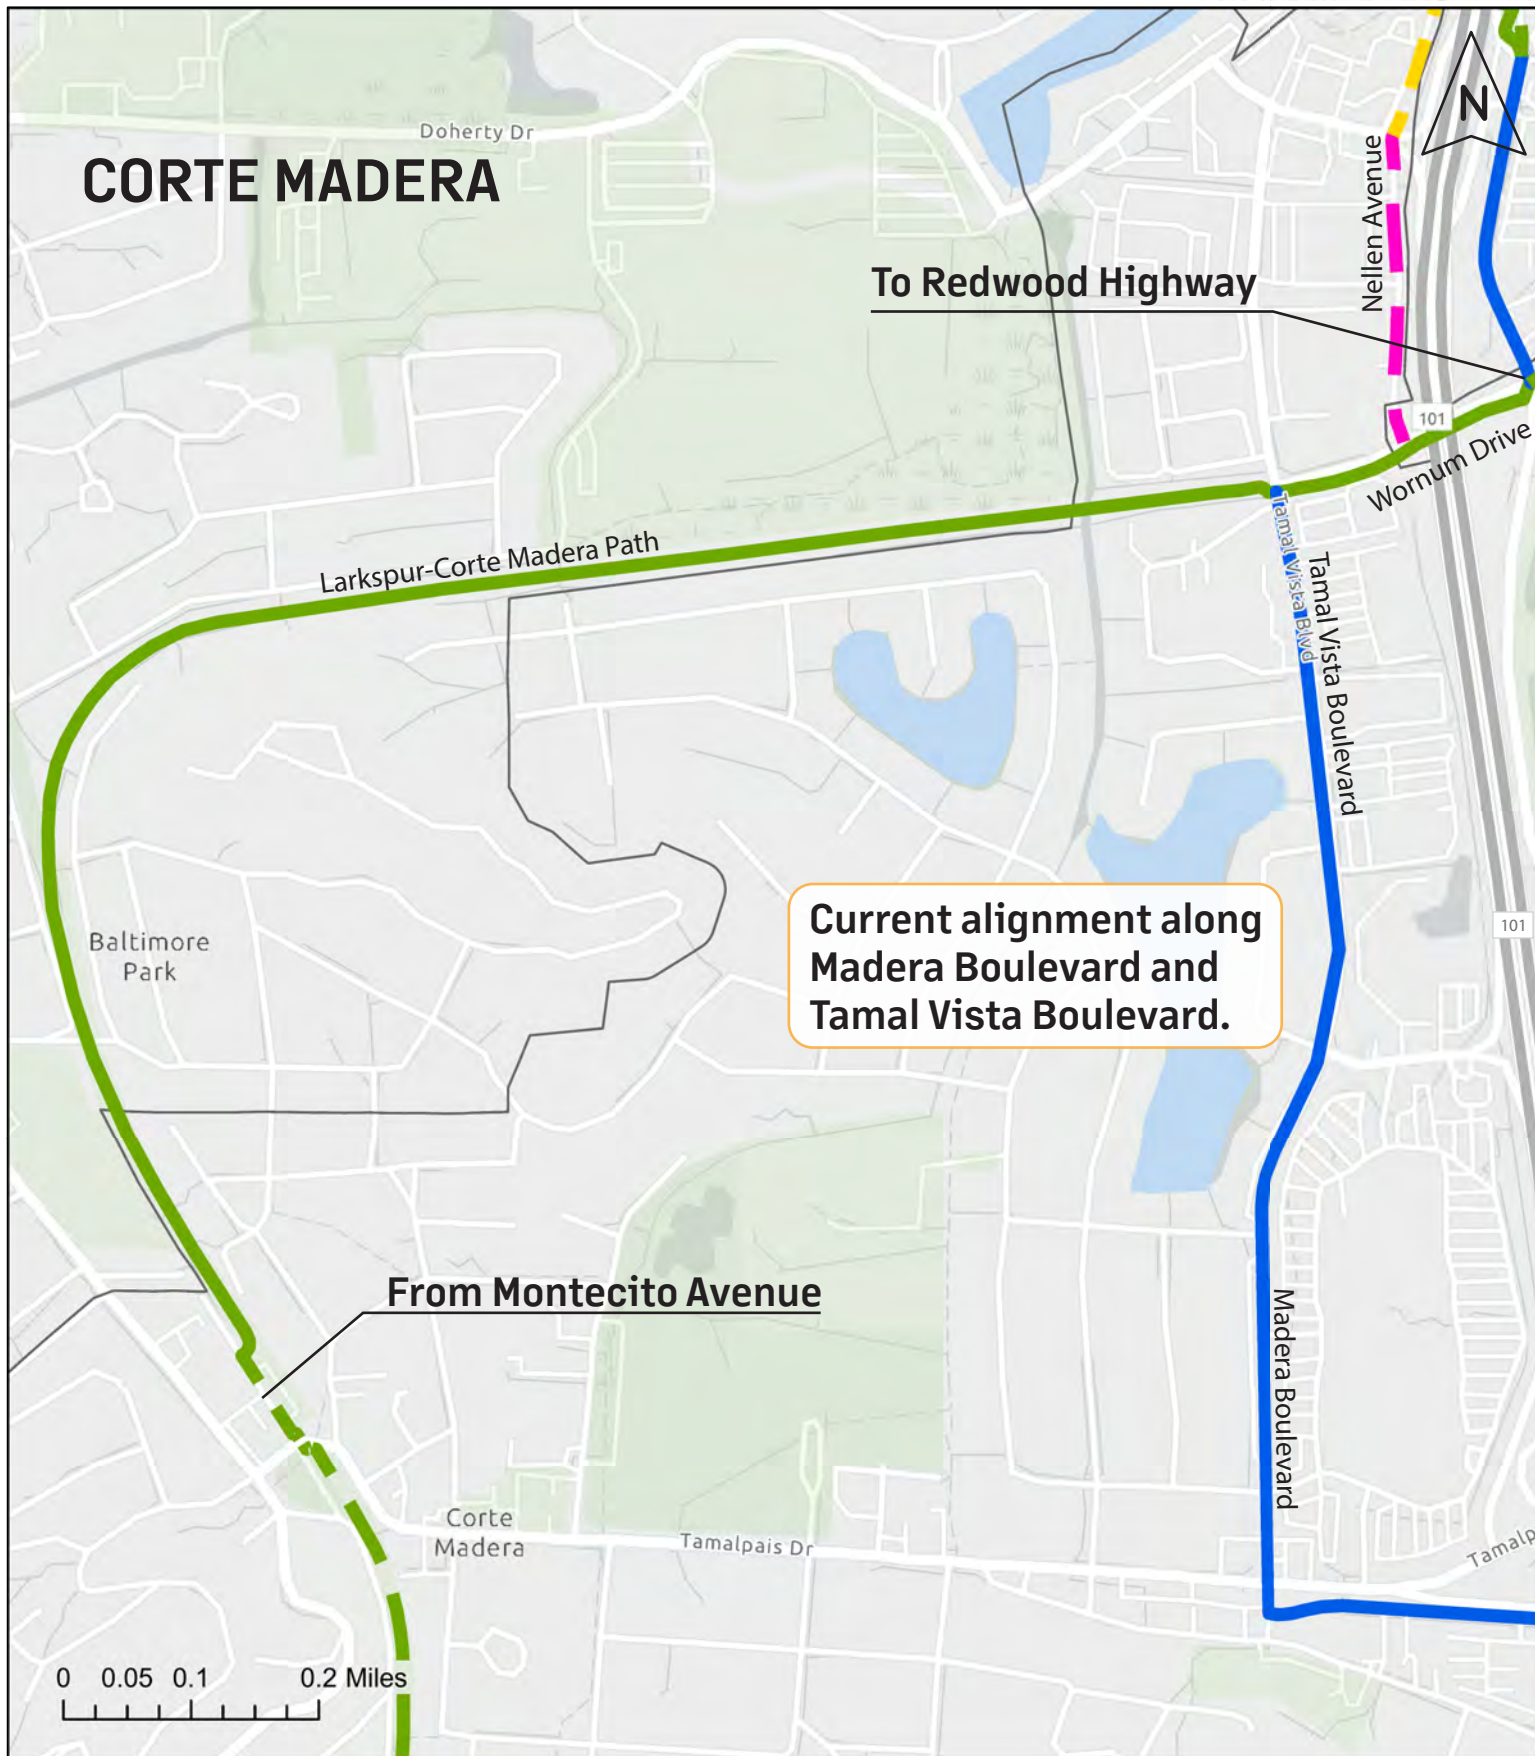 Doherty Dr
CORTE MADERA
N
Nellen Avenue
To Redwood Highway
101
Wornum Drive
Larkspur-Corte Madera Path
Tamal Vista Blvd
Tamal Vista Boulevard
Current alignment along
Madera Boulevard and
Tamal Vista Boulevard.
101
Baltimore
Park
From Montecito Avenue
Madera Boulevard
Corte
Madera
Tamalpais Dr
Tamalp
0 0.05 0.1 0.2 Miles